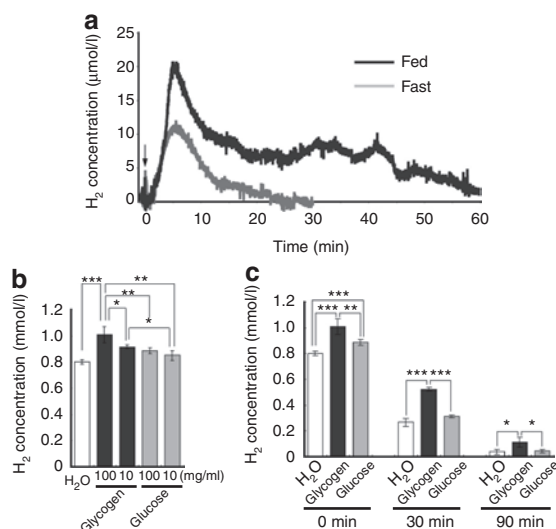 a
H₂ concentration (μmol/l)
25
20
15
10
5
0
Fed
Fast
0 10 20 30 40 50 60
Time (min)
b
H₂ concentration (mmol/l)
1.2
1.0
0.8
0.6
0.4
0.2
0
*** ** ** * *
H₂O 100 10 100 10 (mg/ml)
Glycogen Glucose
c
H₂ concentration (mmol/l)
1.2
1.0
0.8
0.6
0.4
0.2
0
***
*** **
*** ***
* *
H₂O Glycogen Glucose H₂O Glycogen Glucose H₂O Glycogen Glucose
0 min 30 min 90 min